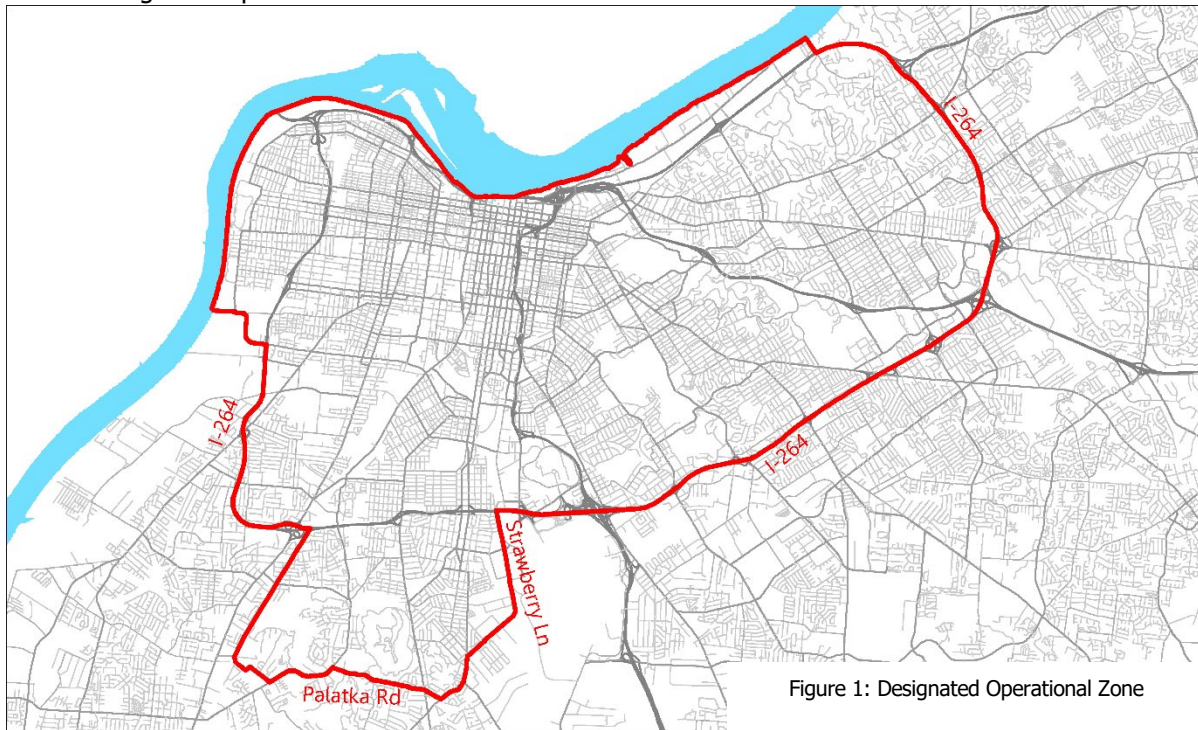 I-264
I-264
I-264
Strawberry Ln
Palatka Rd
Figure 1: Designated Operational Zone